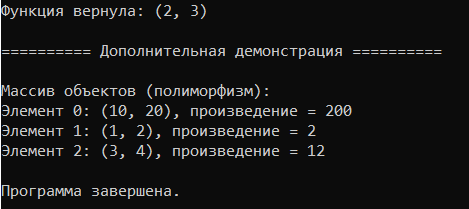 Функция вернула: (2, 3)
========== Дополнительная демонстрация ==========
Массив объектов (полиморфизм):
Элемент 0: (10, 20), произведение = 200
Элемент 1: (1, 2), произведение = 2
Элемент 2: (3, 4), произведение = 12
Программа завершена.